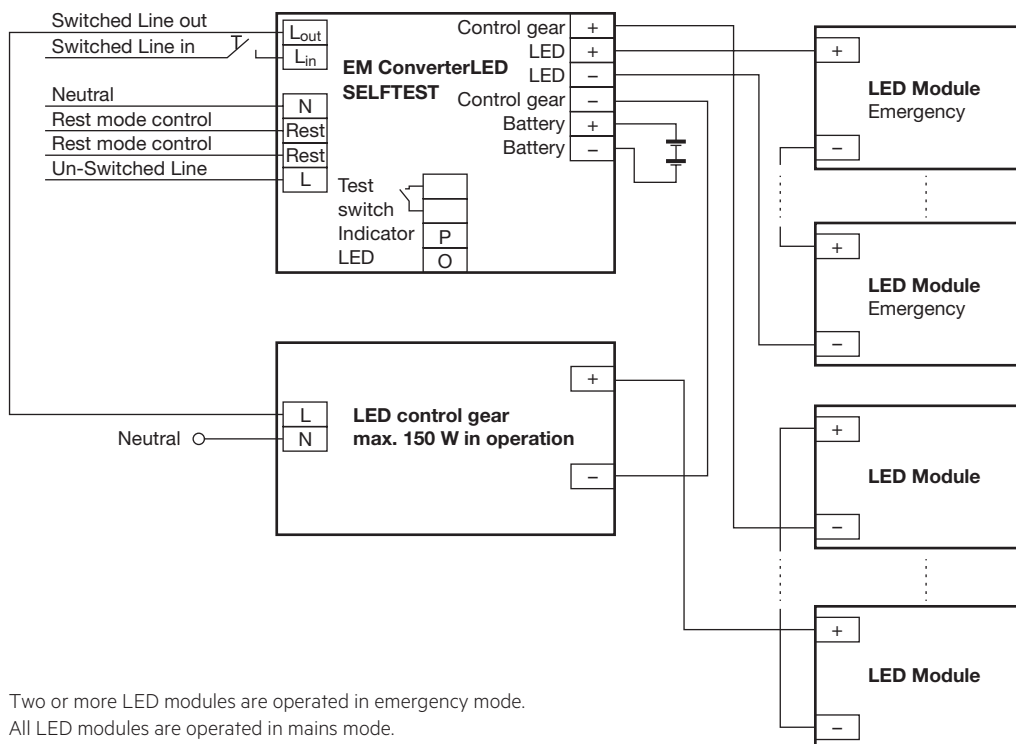 Switched Line out
Switched Line in
Neutral
Rest mode control
Rest mode control
Un-Switched Line
Lout
Lin
N
Rest
Rest
L
EM ConverterLED
SELFTEST
Test
switch
Indicator P
LED O
Control gear +
LED +
LED –
Control gear –
Battery +
Battery –
+
LED Module
Emergency
–
+
LED Module
Emergency
–
Neutral
L
N
LED control gear
max. 150 W in operation
+
–
+
LED Module
–
+
LED Module
–
Two or more LED modules are operated in emergency mode.
All LED modules are operated in mains mode.